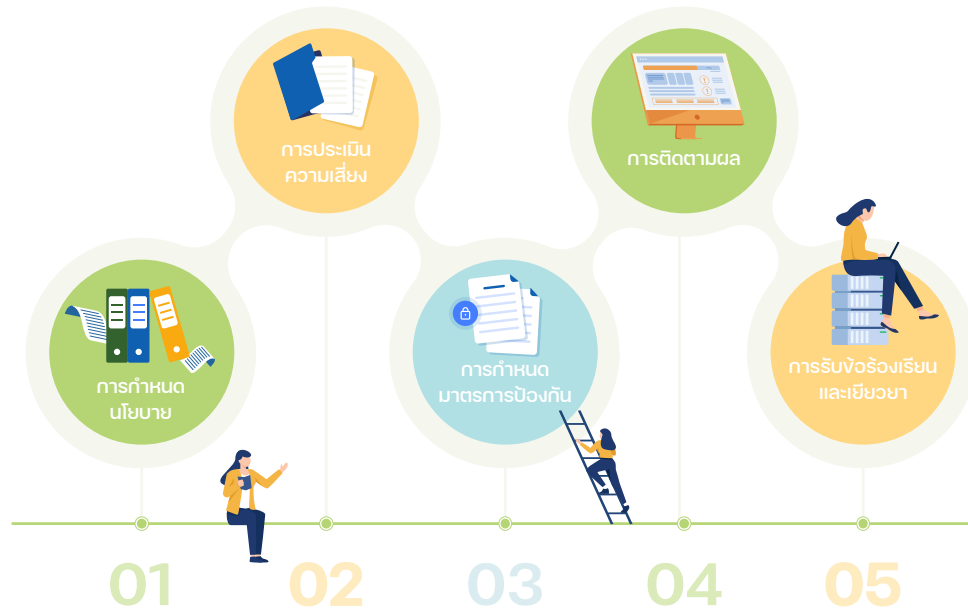 การกำหนด
นโยบาย
01
การประเมิน
ความเสี่ยง
02
การกำหนด
มาตรการป้องกัน
03
การติดตามผล
04
การรับข้อร้องเรียน
และเยียวยา
05